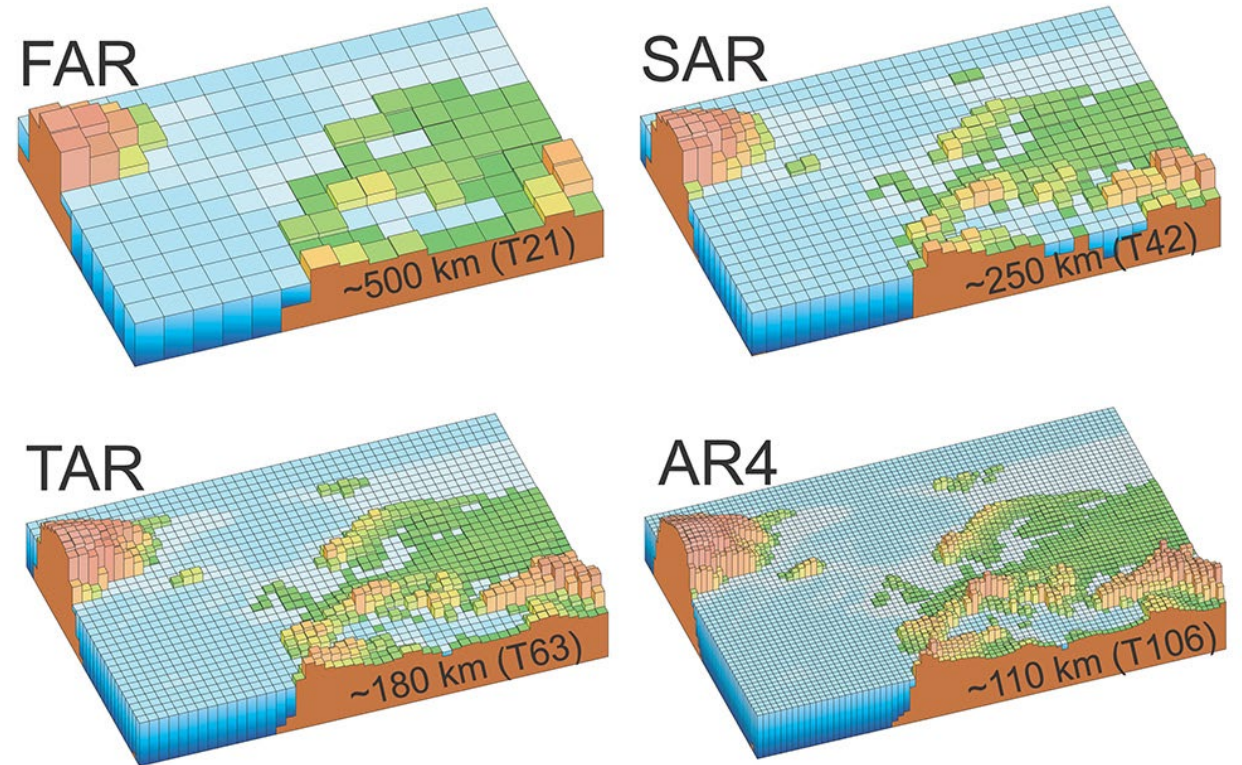 FAR
~500 km (T21)
SAR
~250 km (T42)
TAR
~180 km (T63)
AR4
~110 km (T106)